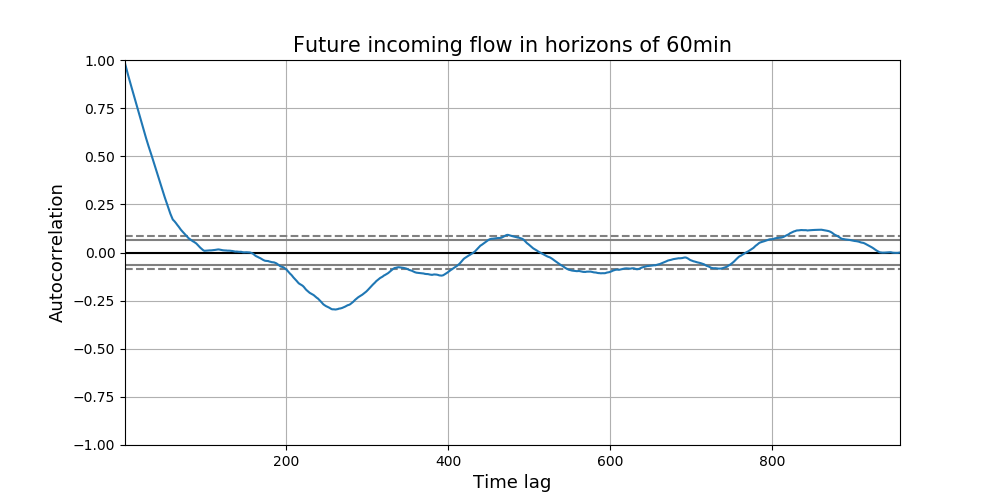 Future incoming flow in horizons of 60min
Autocorrelation
1.00
0.75
0.50
0.25
0.00
−0.25
−0.50
−0.75
−1.00
200 400 600 800
Time lag